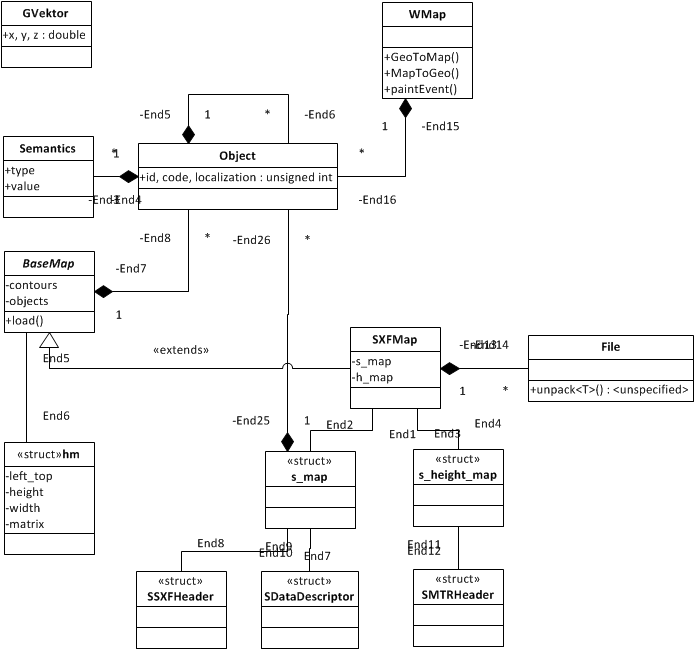 GVektor
+x, y, z : double
WMap
+GeoToMap()
+MapToGeo()
+paintEvent()
-End5
1
*
-End6
1
-End15
Semantics
+type
+value
*
1
-End4
Object
+id, code, localization : unsigned int
*
-End16
-End8
*
-End26
*
BaseMap
-contours
-objects
+load()
-End7
1
End5
«extends»
SXFMap
-s_map
-h_map
-End13
-End14
1
*
File
+unpack<T>() : <unspecified>
End6
-End25
1
End2
End1
End3
End4
«struct»hm
-left_top
-height
-width
-matrix
«struct»
s_map
«struct»
s_height_map
End8
End9
End10
End7
End11
End12
«struct»
SSXFHeader
«struct»
SDataDescriptor
«struct»
SMTRHeader